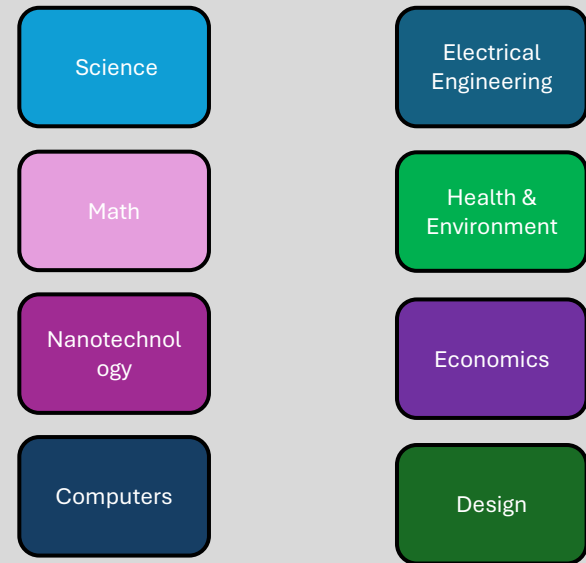 Science
Math
Nanotechnol
ogy
Computers
Electrical
Engineering
Health &
Environment
Economics
Design